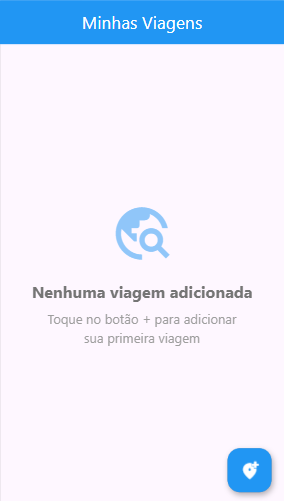 Minhas Viagens
Nenhuma viagem adicionada
Toque no botão + para adicionar
sua primeira viagem